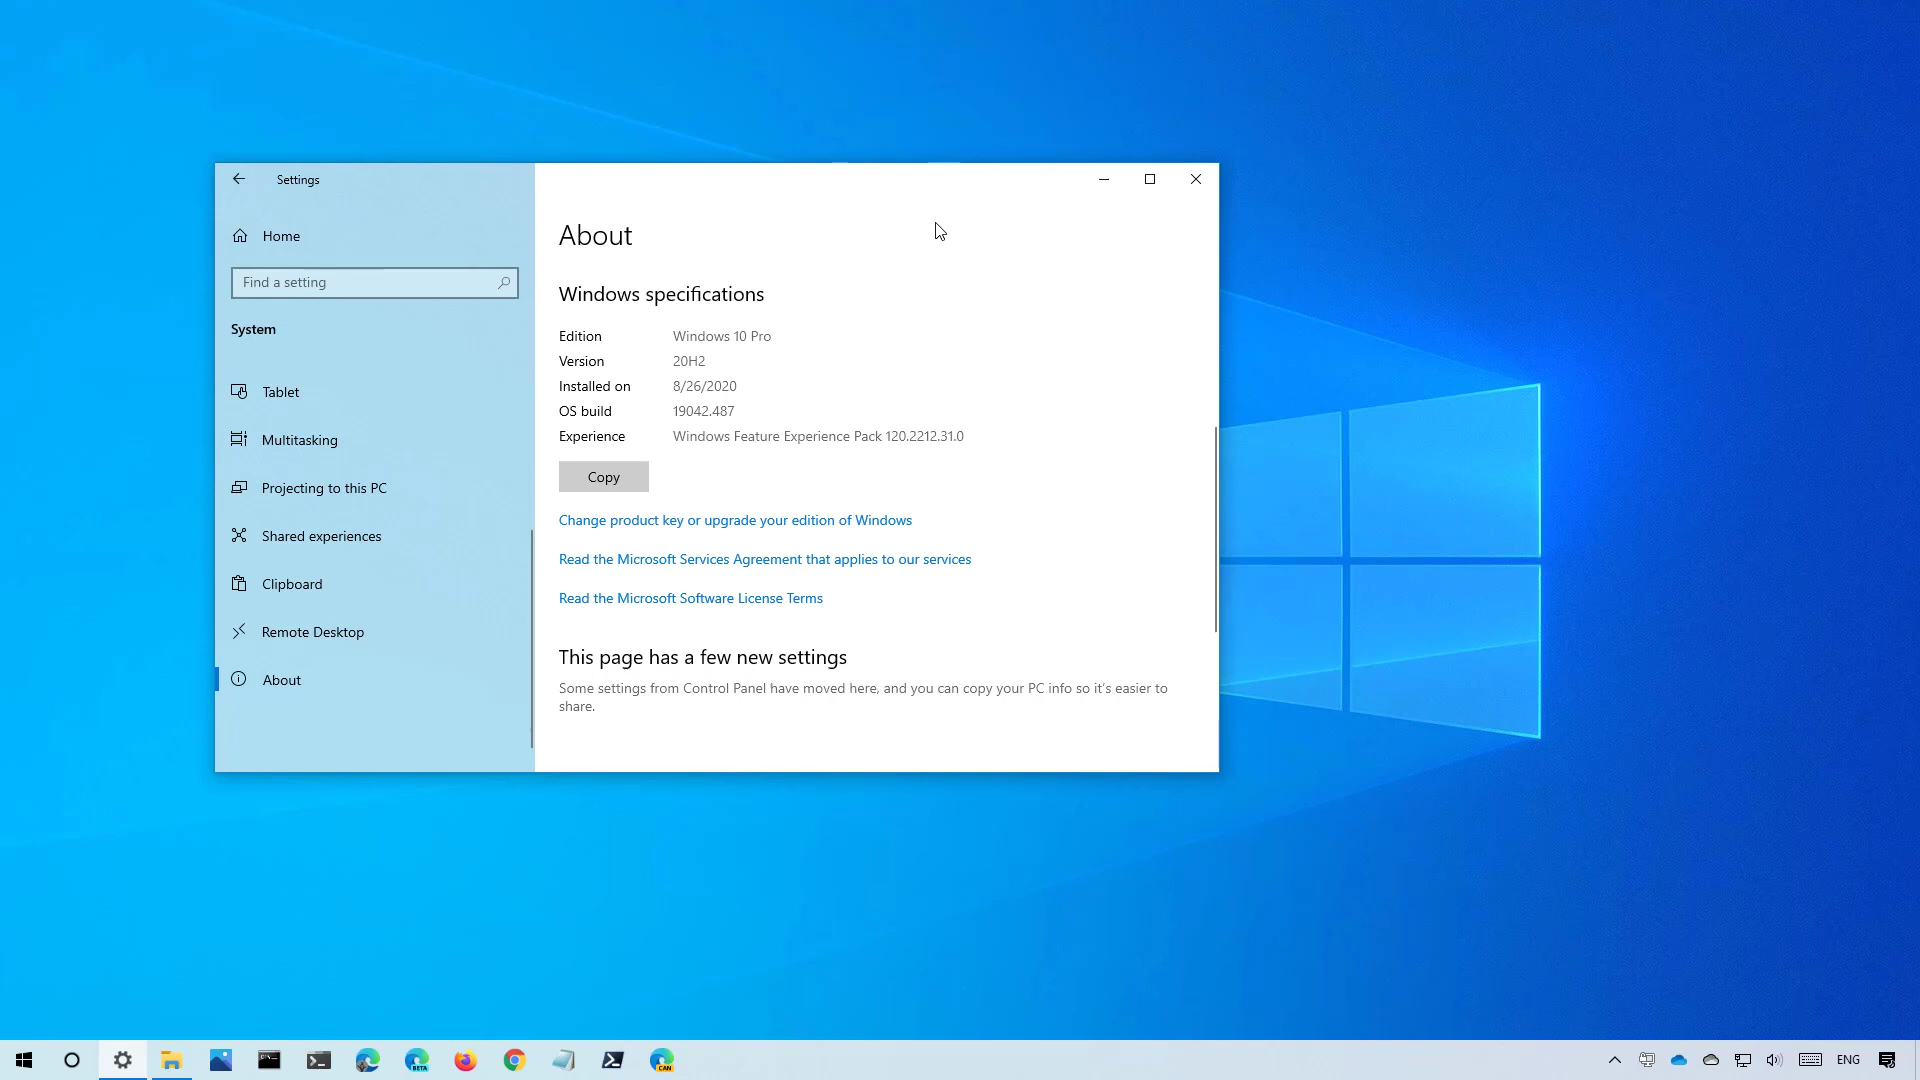 Settings
Home
Find a setting
System
Tablet
Multitasking
Projecting to this PC
Shared experiences
Clipboard
Remote Desktop
About
About
Windows specifications
Edition Windows 10 Pro
Version 20H2
Installed on 8/26/2020
OS build 19042.487
Experience Windows Feature Experience Pack 120.2212.31.0
Copy
Change product key or upgrade your edition of Windows
Read the Microsoft Services Agreement that applies to our services
Read the Microsoft Software License Terms
This page has a few new settings
Some settings from Control Panel have moved here, and you can copy your PC info so it's easier to
share.
BETA
CAN
ENG